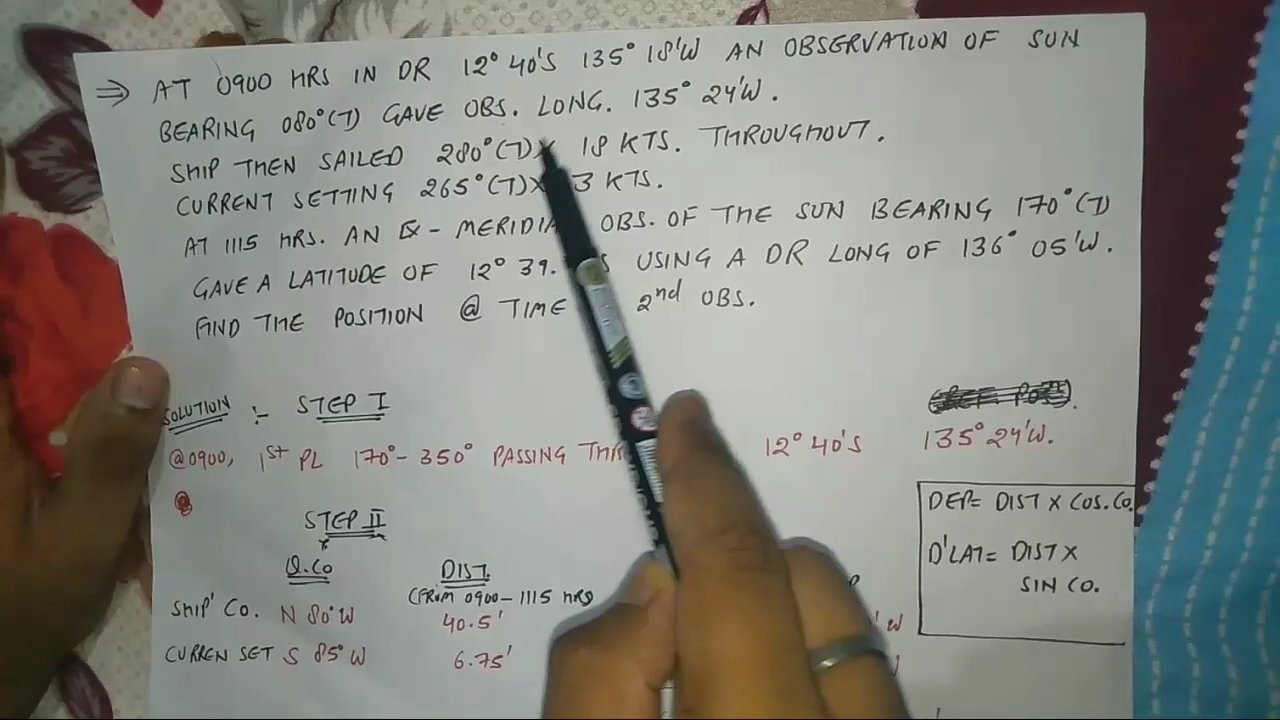 ⇒ AT 0900 HRS IN DR 12° 40'S 135° 18'W AN OBSERVATION OF SUN
BEARING 080°(T) GAVE OBS. LONG. 135° 24'W.
SHIP THEN SAILED 280°(T) X 18 KTS. THROUGHOUT.
CURRENT SETTING 265°(T) X 3 KTS.
AT 1115 HRS. AN EX-MERIDIA OBS. OF THE SUN BEARING 170°(T)
GAVE A LATITUDE OF 12° 39. S USING A DR LONG OF 136° 05'W.
FIND THE POSITION @ TIME 2nd OBS.
SOLUTION :- STEP I
@0900, 1ST PL 170°- 350° PASSING THR 12° 40'S 135° 24'W.
STEP II
DEP= DIST X COS. CO.
D'LAT= DIST X
SIN CO.
Q.CO DIST.
(FROM 0900-1115 HRS)
SHIP' CO. N 80° W 40.5' 'W
CURREN SET S 85° W 6.75'